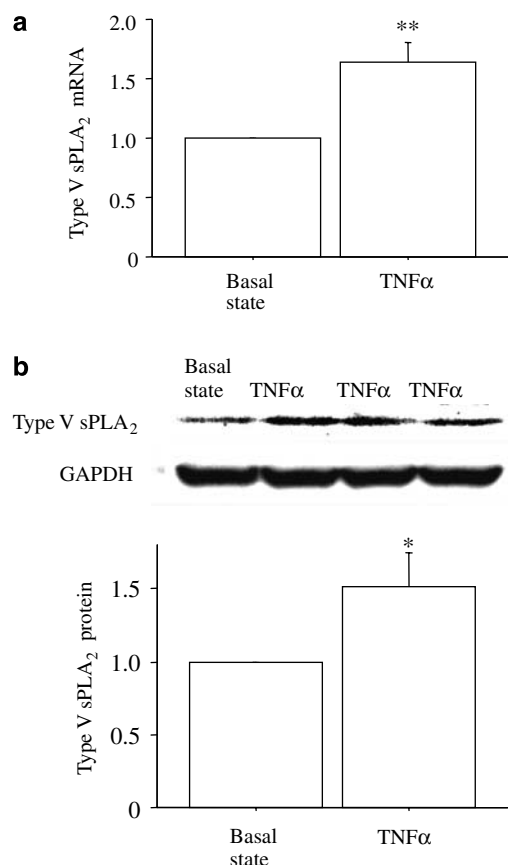 a
**
2.0
1.5
1.0
0.5
0
Type V sPLA₂ mRNA
Basal
state
TNFα
b
Basal
state
TNFα
TNFα
TNFα
Type V sPLA₂
GAPDH
*
1.5
1.0
0.5
0
Type V sPLA₂ protein
Basal
state
TNFα